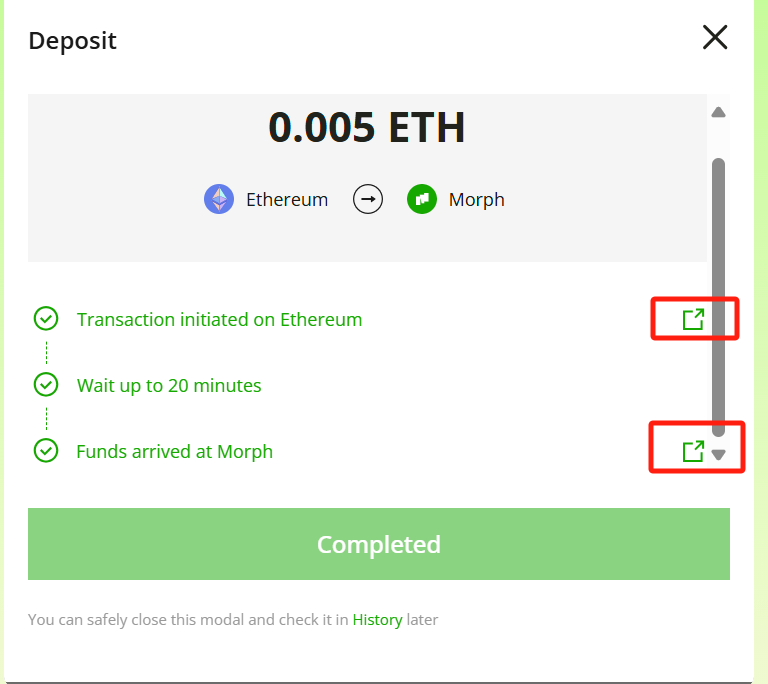 Deposit
0.005 ETH
Ethereum Morph
Transaction initiated on Ethereum
Wait up to 20 minutes
Funds arrived at Morph
Completed
You can safely close this modal and check it in History later